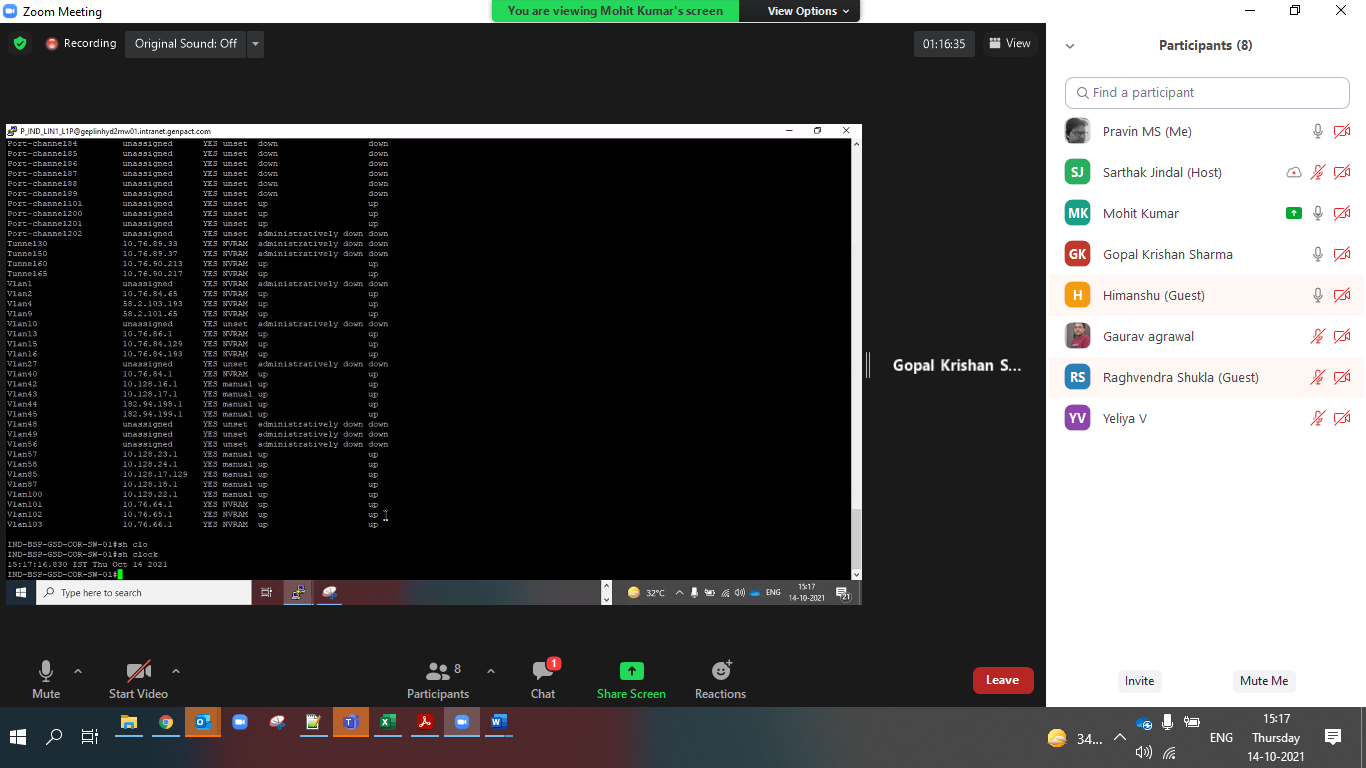 Zoom Meeting
You are viewing Mohit Kumar's screen
View Options
Recording
Original Sound: Off
01:16:35
View
P_IND_LIN1_L1P@geplinhyd2mw01.intranet.genpact.com
Port-channel84 unassigned YES unset down down
Port-channel85 unassigned YES unset down down
Port-channel86 unassigned YES unset down down
Port-channel87 unassigned YES unset down down
Port-channel88 unassigned YES unset down down
Port-channel89 unassigned YES unset down down
Port-channel101 unassigned YES unset up up
Port-channel200 unassigned YES unset up up
Port-channel201 unassigned YES unset up up
Port-channel202 unassigned YES unset administratively down down
Tunnel30 10.76.89.33 YES NVRAM administratively down down
Tunnel50 10.76.89.37 YES NVRAM administratively down down
Tunnel60 10.76.90.213 YES NVRAM up up
Tunnel65 10.76.90.217 YES NVRAM up up
Vlan1 unassigned YES NVRAM administratively down down
Vlan2 10.76.84.65 YES NVRAM up up
Vlan4 58.2.103.193 YES NVRAM up up
Vlan9 58.2.101.65 YES NVRAM up up
Vlan10 unassigned YES unset administratively down down
Vlan13 10.76.86.1 YES NVRAM up up
Vlan15 10.76.84.129 YES NVRAM up up
Vlan16 10.76.84.193 YES NVRAM up up
Vlan27 unassigned YES unset administratively down down
Vlan40 10.76.84.1 YES NVRAM up up
Vlan42 10.128.16.1 YES manual up up
Vlan43 10.128.17.1 YES manual up up
Vlan44 182.94.198.1 YES manual up up
Vlan45 182.94.199.1 YES manual up up
Vlan48 unassigned YES unset administratively down down
Vlan49 unassigned YES unset administratively down down
Vlan56 unassigned YES unset administratively down down
Vlan57 10.128.23.1 YES manual up up
Vlan58 10.128.24.1 YES manual up up
Vlan85 10.128.17.129 YES manual up up
Vlan87 10.128.18.1 YES manual up up
Vlan100 10.128.22.1 YES manual up up
Vlan101 10.76.64.1 YES NVRAM up up
Vlan102 10.76.65.1 YES NVRAM up up
Vlan103 10.76.66.1 YES NVRAM up up
IND-BSP-GSD-COR-SW-01#sh clo
IND-BSP-GSD-COR-SW-01#sh clock
15:17:16.830 IST Thu Oct 14 2021
IND-BSP-GSD-COR-SW-01#
Type here to search
32°C
ENG
15:17
14-10-2021
21
Gopal Krishan S...
Participants (8)
Find a participant
Pravin MS (Me)
SJ Sarthak Jindal (Host)
MK Mohit Kumar
GK Gopal Krishan Sharma
H Himanshu (Guest)
Gaurav agrawal
RS Raghvendra Shukla (Guest)
YV Yeliya V
Invite
Mute Me
Mute
Start Video
8
Participants
1
Chat
Share Screen
Reactions
Leave
34...
ENG
15:17
Thursday
14-10-2021